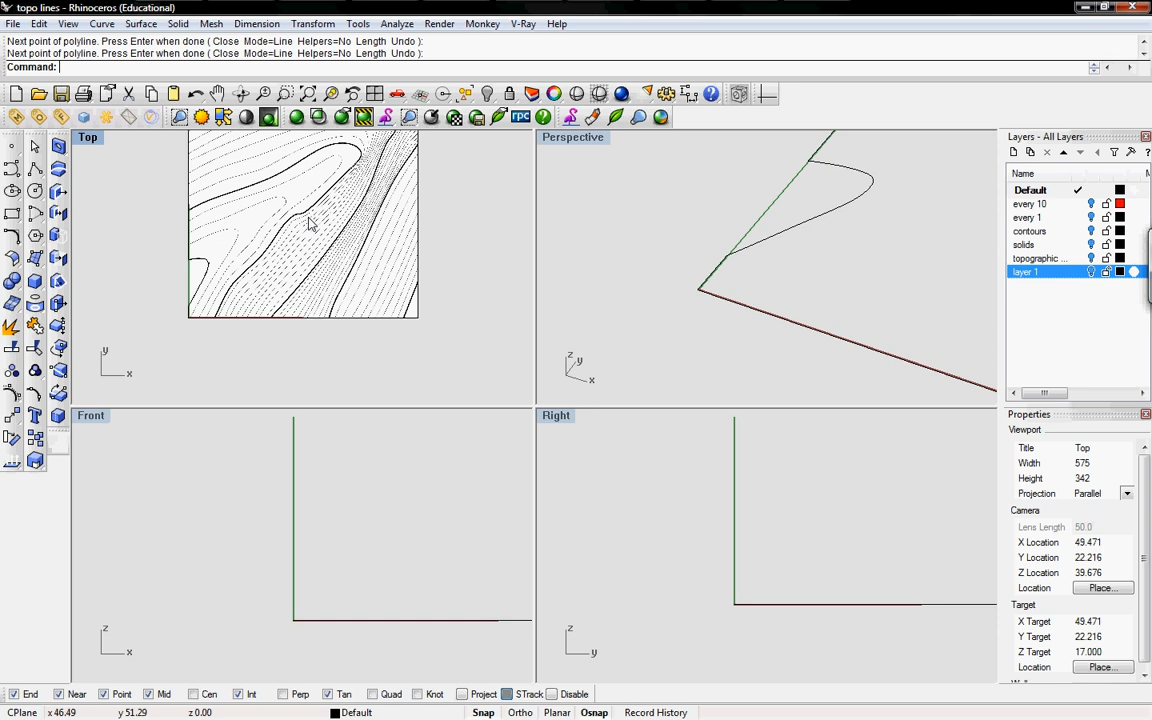 topo lines - Rhinoceros (Educational)
File Edit View Curve Surface Solid Mesh Dimension Transform Tools Analyze Render Monkey V-Ray Help
Next point of polyline. Press Enter when done ( Close Mode=Line Helpers=No Length Undo ):
Next point of polyline. Press Enter when done ( Close Mode=Line Helpers=No Length Undo ):
Command:
rpc
Top
Perspective
Layers - All Layers
Name
Default
every 10
every 1
contours
solids
topographic ...
layer 1
y
x
z
y
x
Front
Right
Properties
Viewport
Title Top
Width 575
Height 342
Projection Parallel
Camera
Lens Length 50.0
X Location 49.471
Y Location 22.216
Z Location 39.676
Location Place...
Target
X Target 49.471
Y Target 22.216
Z Target 17.000
Location Place...
z
x
z
y
End Near Point Mid Cen Int Perp Tan Quad Knot Project STrack Disable
CPlane x 46.49 y 51.29 z 0.00 Default Snap Ortho Planar Osnap Record History